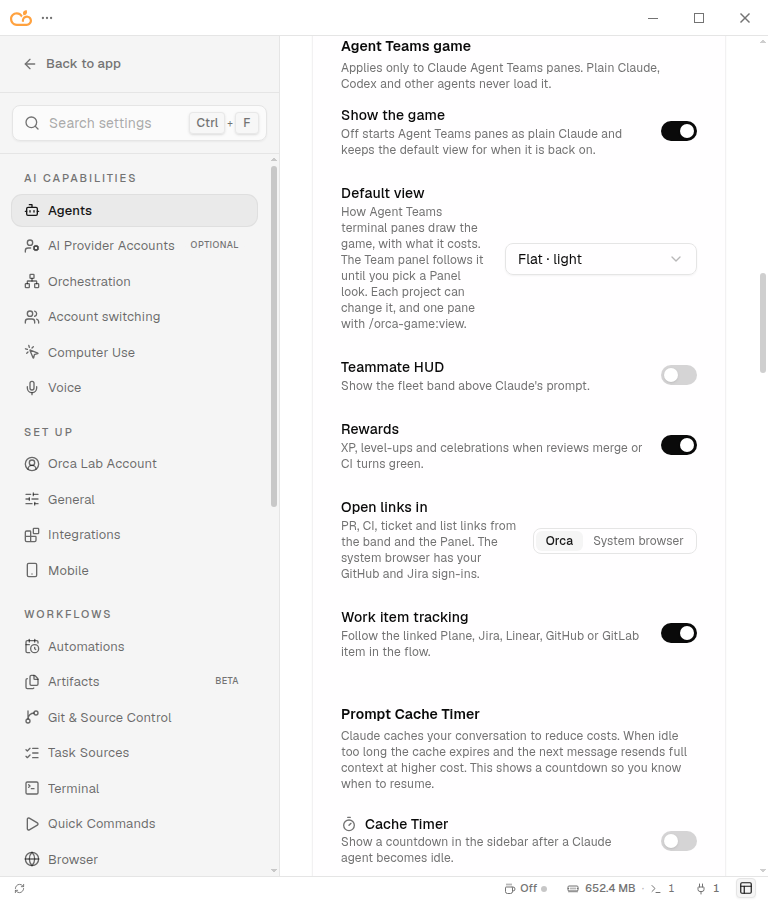 Back to app
Search settings
Ctrl + F
AI CAPABILITIES
Agents
AI Provider Accounts OPTIONAL
Orchestration
Account switching
Computer Use
Voice
SET UP
Orca Lab Account
General
Integrations
Mobile
WORKFLOWS
Automations
Artifacts BETA
Git & Source Control
Task Sources
Terminal
Quick Commands
Browser
Agent Teams game
Applies only to Claude Agent Teams panes. Plain Claude,
Codex and other agents never load it.
Show the game
Off starts Agent Teams panes as plain Claude and
keeps the default view for when it is back on.
Default view
How Agent Teams
terminal panes draw the
game, with what it costs.
The Team panel follows it
until you pick a Panel
look. Each project can
change it, and one pane
with /orca-game:view.
Flat · light
Teammate HUD
Show the fleet band above Claude's prompt.
Rewards
XP, level-ups and celebrations when reviews merge or
CI turns green.
Open links in
PR, CI, ticket and list links from
the band and the Panel. The
system browser has your
GitHub and Jira sign-ins.
Orca System browser
Work item tracking
Follow the linked Plane, Jira, Linear, GitHub or GitLab
item in the flow.
Prompt Cache Timer
Claude caches your conversation to reduce costs. When idle
too long the cache expires and the next message resends full
context at higher cost. This shows a countdown so you know
when to resume.
Cache Timer
Show a countdown in the sidebar after a Claude
agent becomes idle.
Off 652.4 MB · 1 1